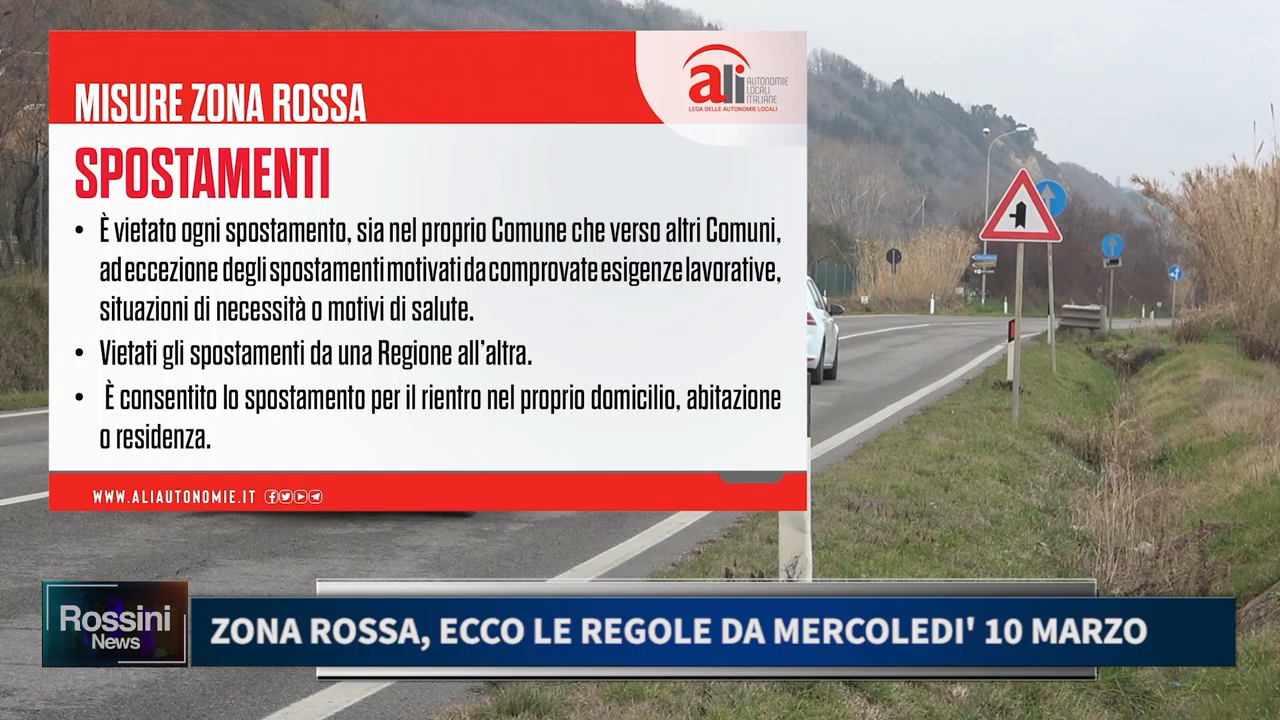 MISURE ZONA ROSSA
ali AUTONOMIE
LOCALI
ITALIANE
LEGA DELLE AUTONOMIE LOCALI
SPOSTAMENTI
• È vietato ogni spostamento, sia nel proprio Comune che verso altri Comuni,
ad eccezione degli spostamenti motivati da comprovate esigenze lavorative,
situazioni di necessità o motivi di salute.
• Vietati gli spostamenti da una Regione all’altra.
• È consentito lo spostamento per il rientro nel proprio domicilio, abitazione
o residenza.
WWW.ALIAUTONOMIE.IT
Rossini
News
ZONA ROSSA, ECCO LE REGOLE DA MERCOLEDI' 10 MARZO